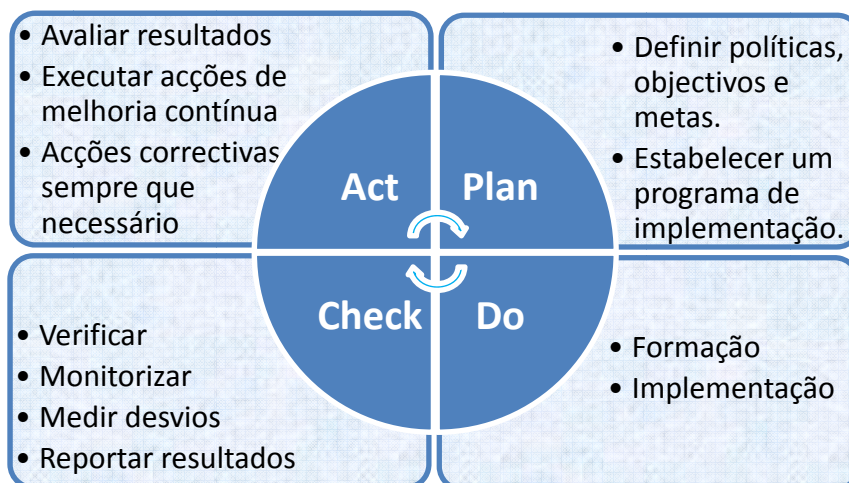 • Avaliar resultados
• Executar acções de
melhoria contínua
• Acções correctivas
sempre que
necessário
• Definir políticas,
objectivos e
metas.
• Estabelecer um
programa de
implementação.
Act
Plan
Check
Do
• Verificar
• Monitorizar
• Medir desvios
• Reportar resultados
• Formação
• Implementação